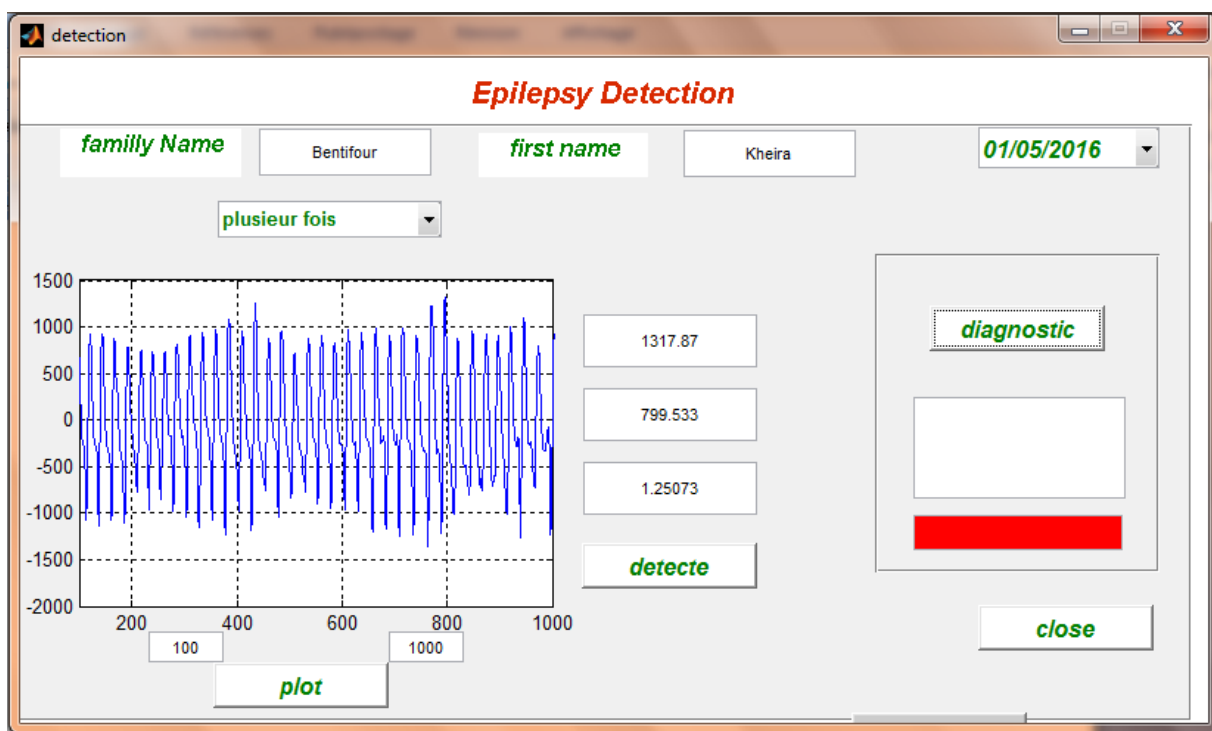 detection
Epilepsy Detection
familly Name Bentifour first name Kheira 01/05/2016
plusieur fois
1500
1000
500
0
-500
-1000
-1500
-2000
200 400 600 800 1000
100 1000
plot
1317.87
799.533
1.25073
detecte
diagnostic
close